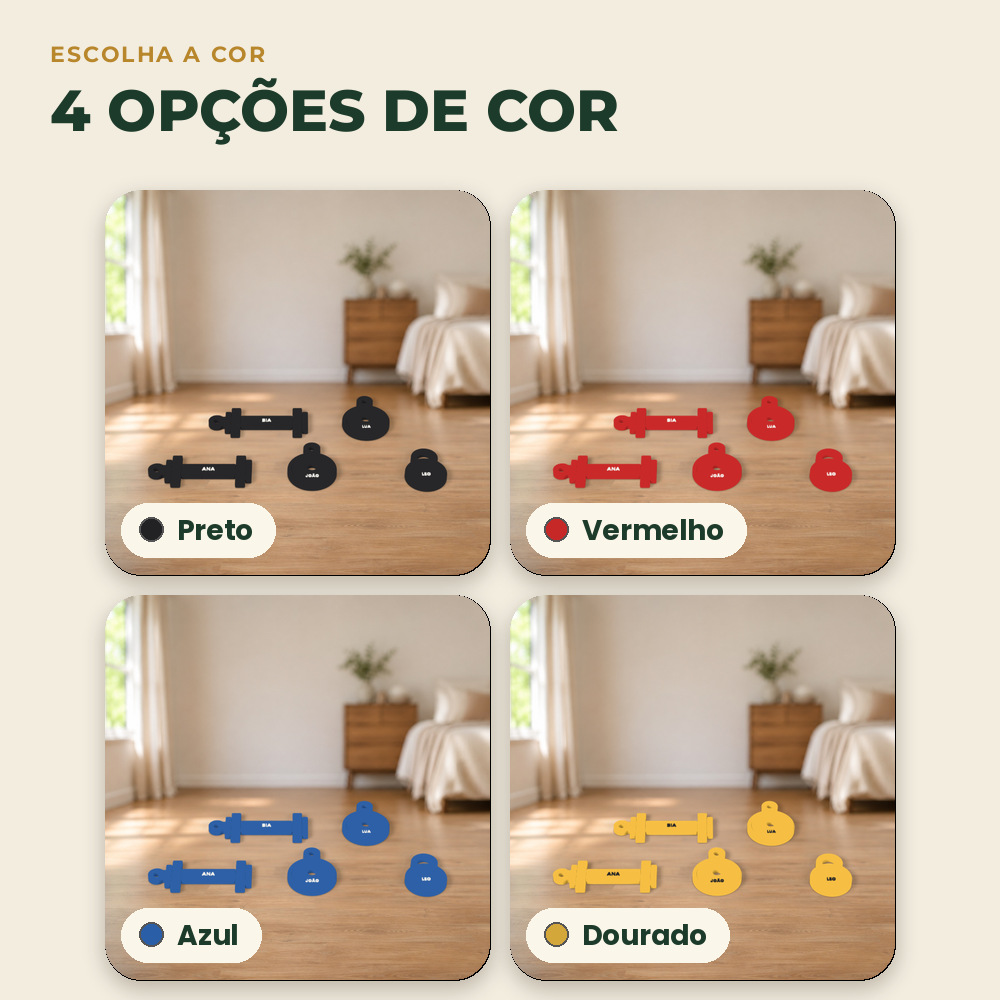 ESCOLHA A COR
4 OPÇÕES DE COR
BIA
LUA
ANA
JOÃO
LEO
Preto
BIA
LUA
ANA
JOÃO
LEO
Vermelho
BIA
LUA
ANA
JOÃO
LEO
Azul
BIA
LUA
ANA
JOÃO
LEO
Dourado